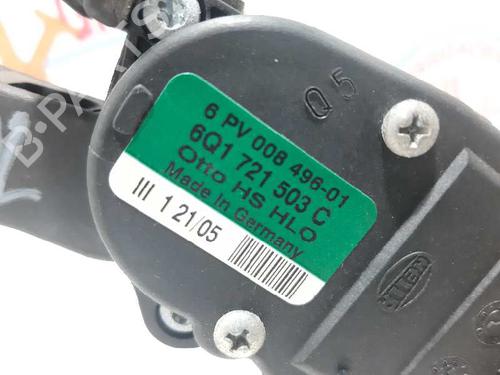 Q5
6 PV 008 496-01
6Q1 721 503 C
Otto HS HLO
Made in Germany
III 1 21/05